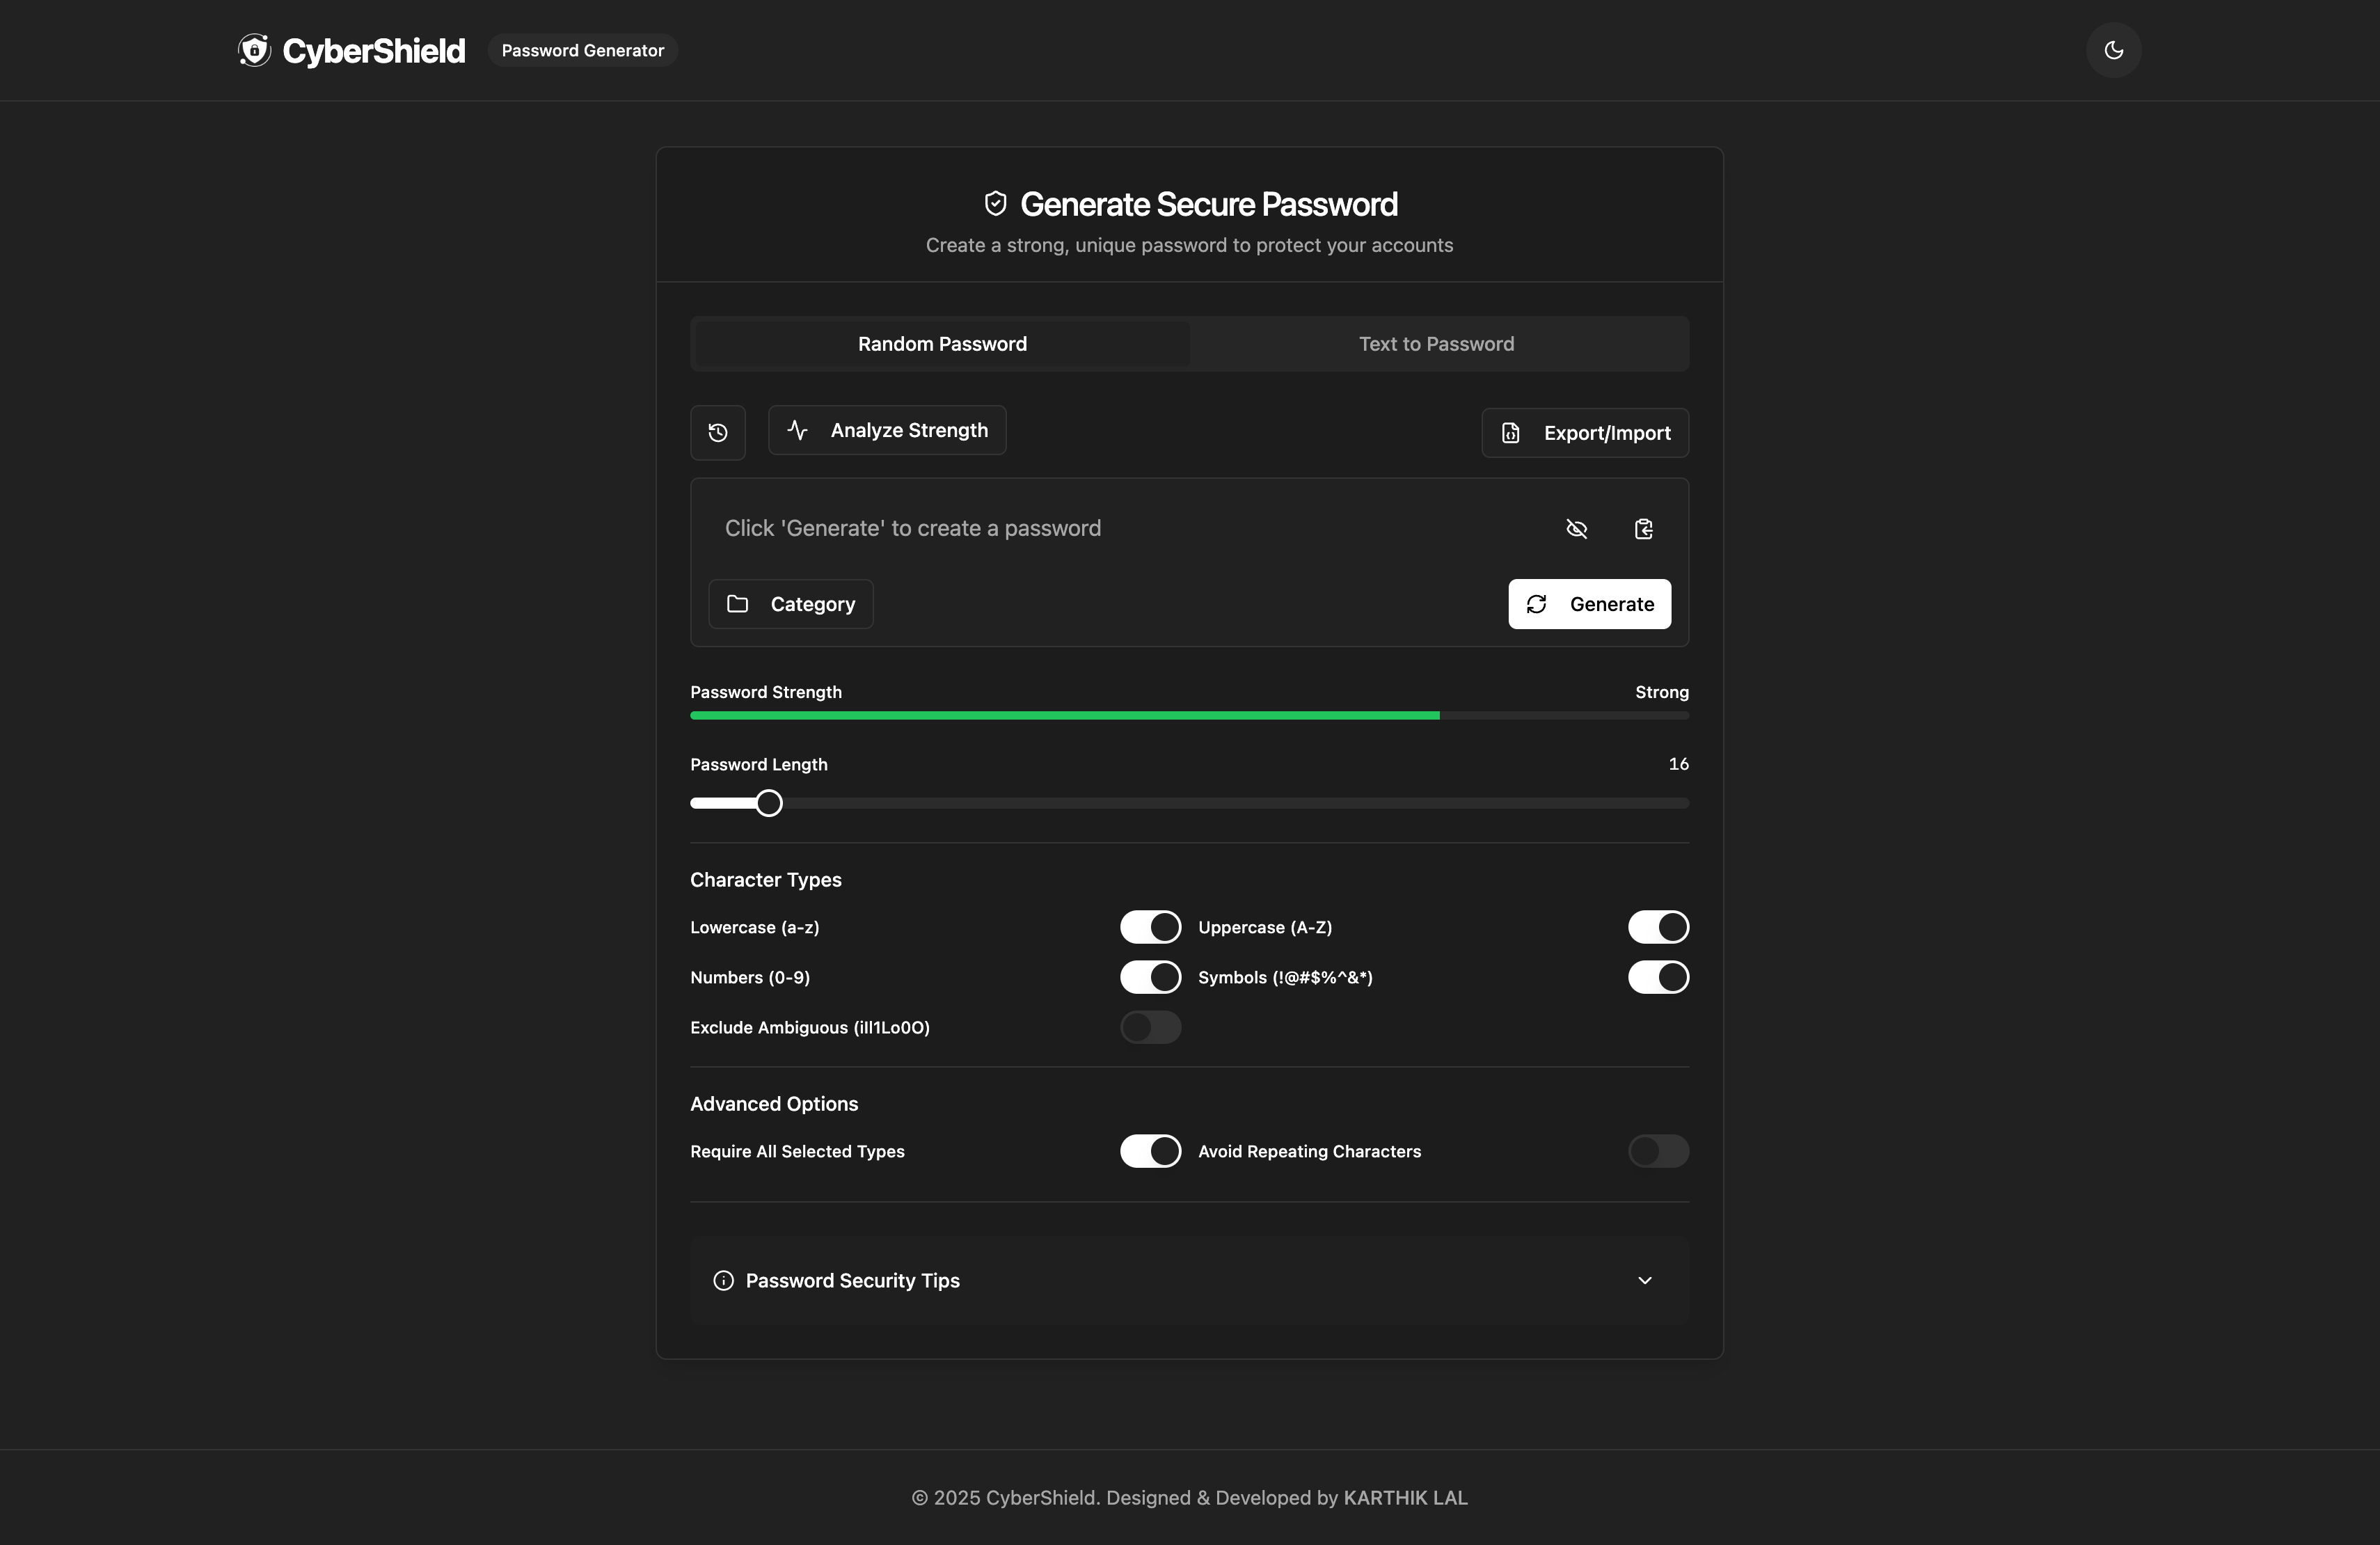 CyberShield
Password Generator
Generate Secure Password
Create a strong, unique password to protect your accounts
Random Password
Text to Password
Analyze Strength
Export/Import
Click 'Generate' to create a password
Category
Generate
Password Strength
Strong
Password Length
16
Character Types
Lowercase (a-z)
Uppercase (A-Z)
Numbers (0-9)
Symbols (!@#$%^&*)
Exclude Ambiguous (iIl1Lo0O)
Advanced Options
Require All Selected Types
Avoid Repeating Characters
Password Security Tips
© 2025 CyberShield. Designed & Developed by KARTHIK LAL